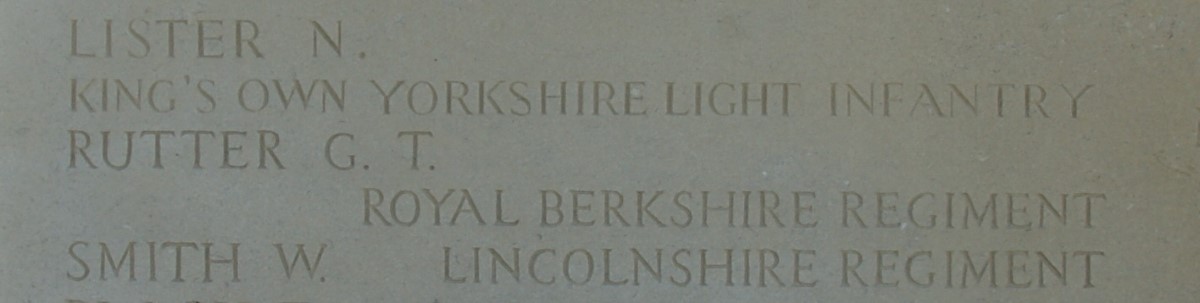 LISTER N.
KING'S OWN YORKSHIRE LIGHT INFANTRY
RUTTER G. T.
ROYAL BERKSHIRE REGIMENT
SMITH W. LINCOLNSHIRE REGIMENT